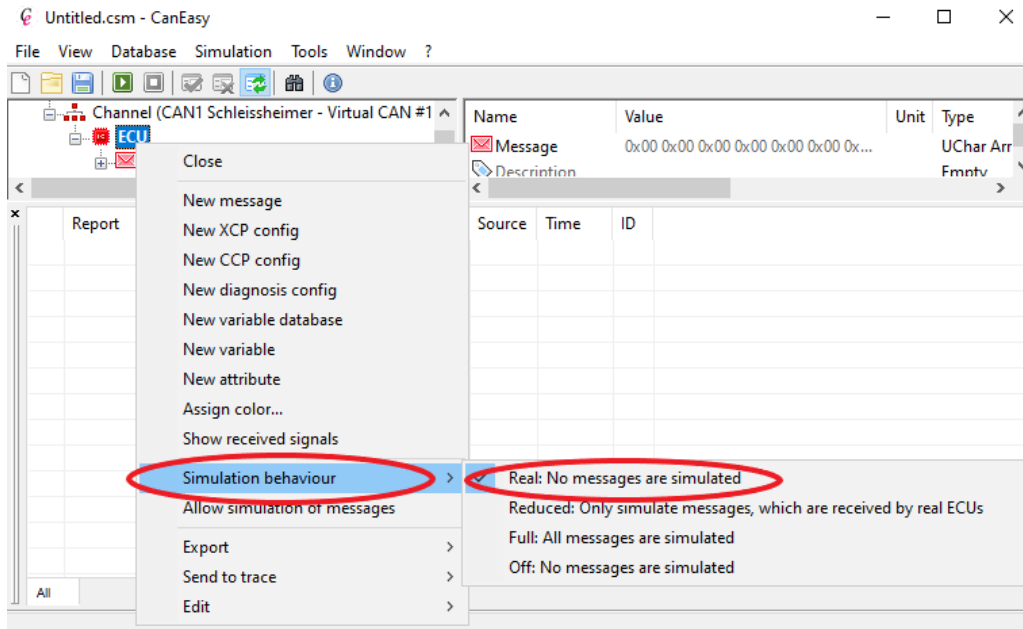 Untitled.csm - CanEasy
File View Database Simulation Tools Window ?
Channel (CAN1 Schleissheimer - Virtual CAN #1
ECU
Name Value Unit Type
Message 0x00 0x00 0x00 0x00 0x00 0x00 0x... UChar Arr
Description Empty
Report Source Time ID
Close
New message
New XCP config
New CCP config
New diagnosis config
New variable database
New variable
New attribute
Assign color...
Show received signals
Simulation behaviour
Allow simulation of messages
Export
Send to trace
Edit
Real: No messages are simulated
Reduced: Only simulate messages, which are received by real ECUs
Full: All messages are simulated
Off: No messages are simulated
All